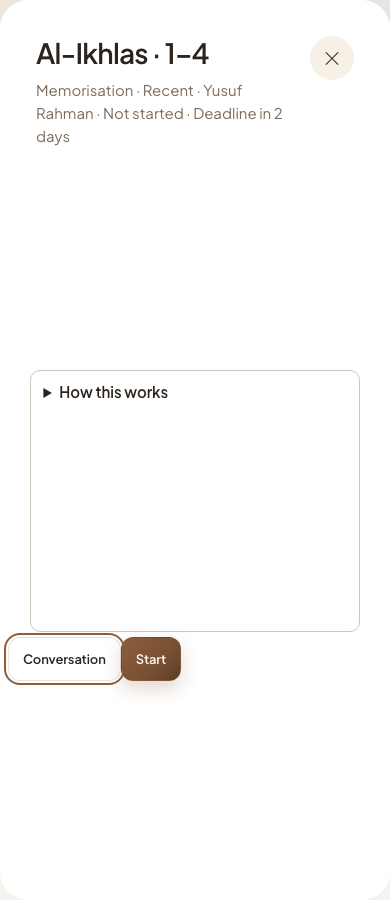 Al-Ikhlas · 1–4
Memorisation · Recent · Yusuf
Rahman · Not started · Deadline in 2
days
How this works
Conversation
Start